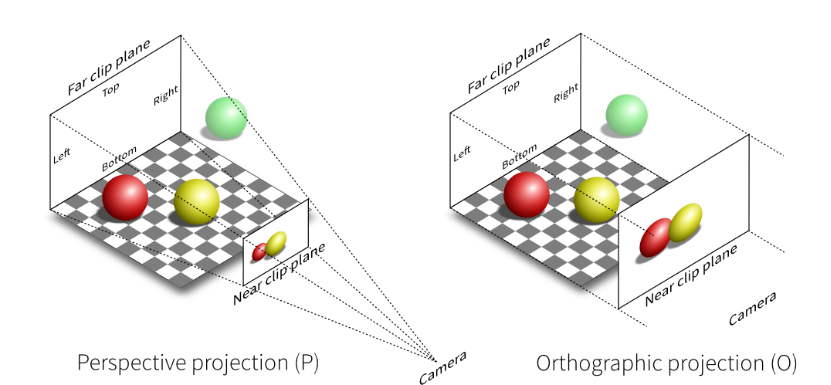 Far clip plane
Top
Right
Left
Bottom
Near clip plane
Camera
Perspective projection (P)
Far clip plane
Top
Right
Left
Bottom
Near clip plane
Camera
Orthographic projection (O)